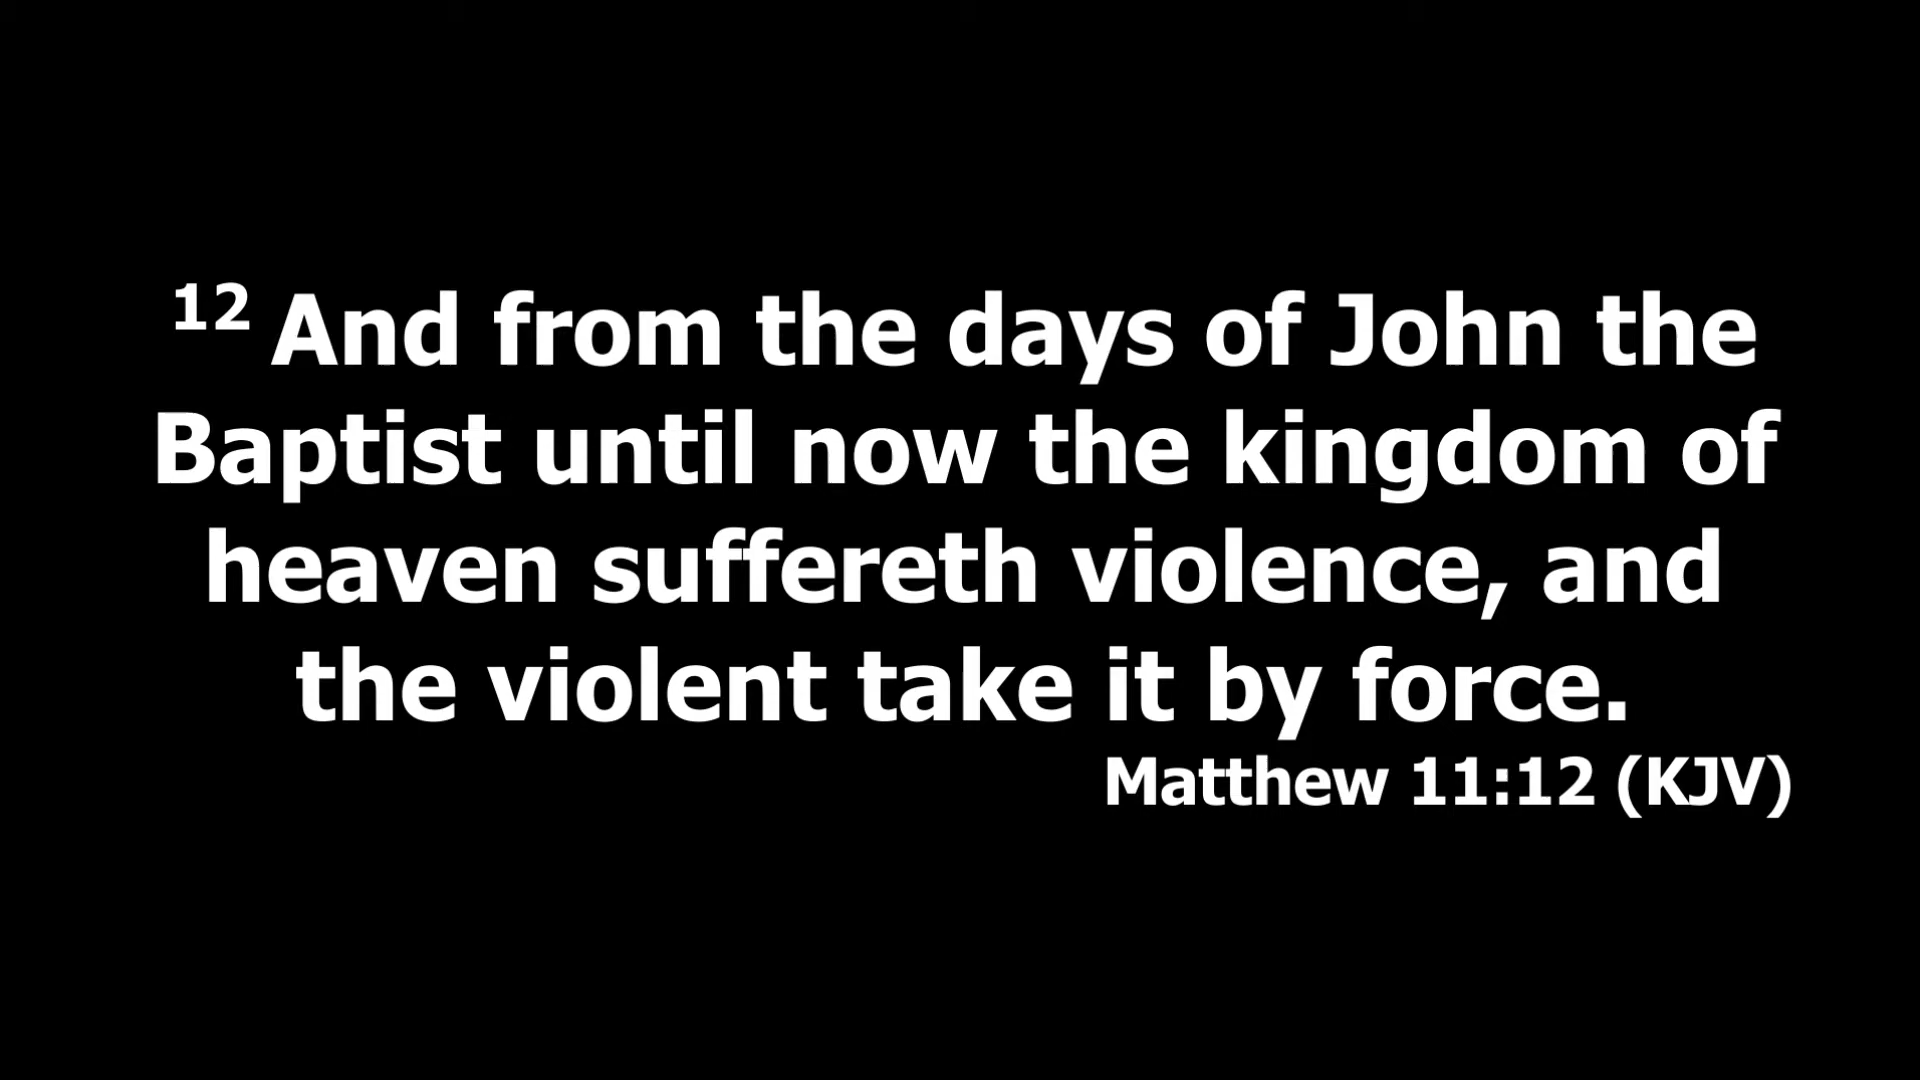 12 And from the days of John the
Baptist until now the kingdom of
heaven suffereth violence, and
the violent take it by force.
Matthew 11:12 (KJV)